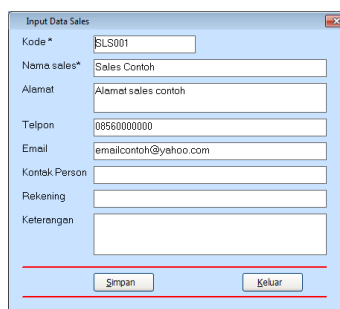 Input Data Sales
Kode * SLS001
Nama sales* Sales Contoh
Alamat Alamat sales contoh
Telpon 08560000000
Email emailcontoh@yahoo.com
Kontak Person
Rekening
Keterangan
Simpan Keluar